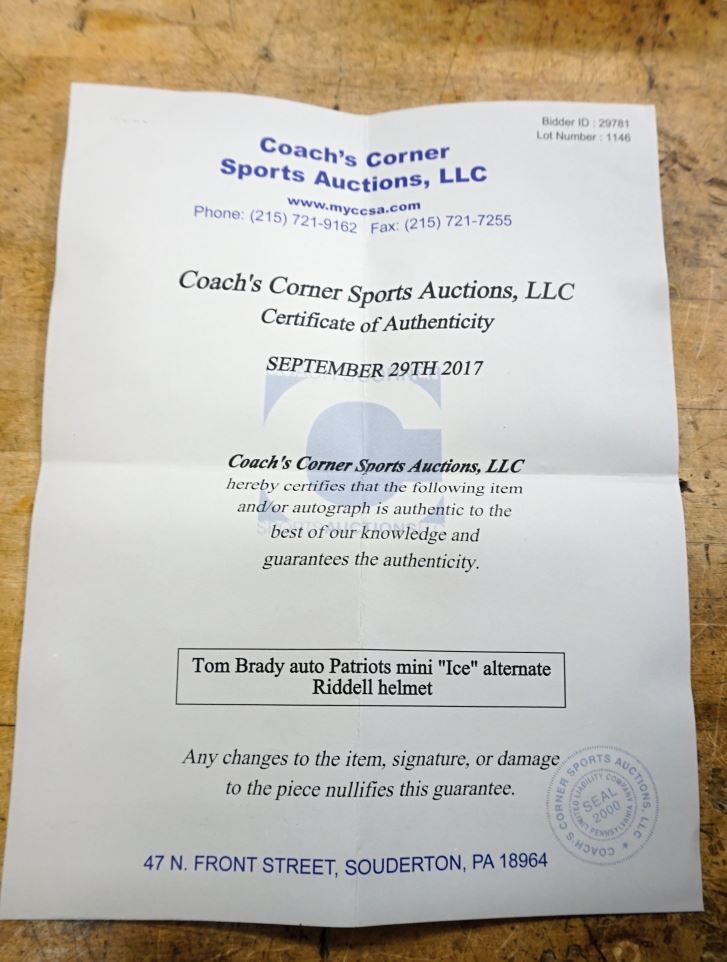 Bidder ID : 29781
Lot Number : 1146
Coach's Corner
Sports Auctions, LLC
www.myccsa.com
Phone: (215) 721-9162 Fax: (215) 721-7255
Coach's Corner Sports Auctions, LLC
Certificate of Authenticity
SEPTEMBER 29TH 2017
Coach's Corner Sports Auctions, LLC
hereby certifies that the following item
and/or autograph is authentic to the
best of our knowledge and
guarantees the authenticity.
Tom Brady auto Patriots mini "Ice" alternate
Riddell helmet
Any changes to the item, signature, or damage
to the piece nullifies this guarantee.
COACH'S CORNER SPORTS AUCTIONS, LLC
LIMITED LIABILITY COMPANY
SEAL
2000
PENNSYLVANIA
47 N. FRONT STREET, SOUDERTON, PA 18964